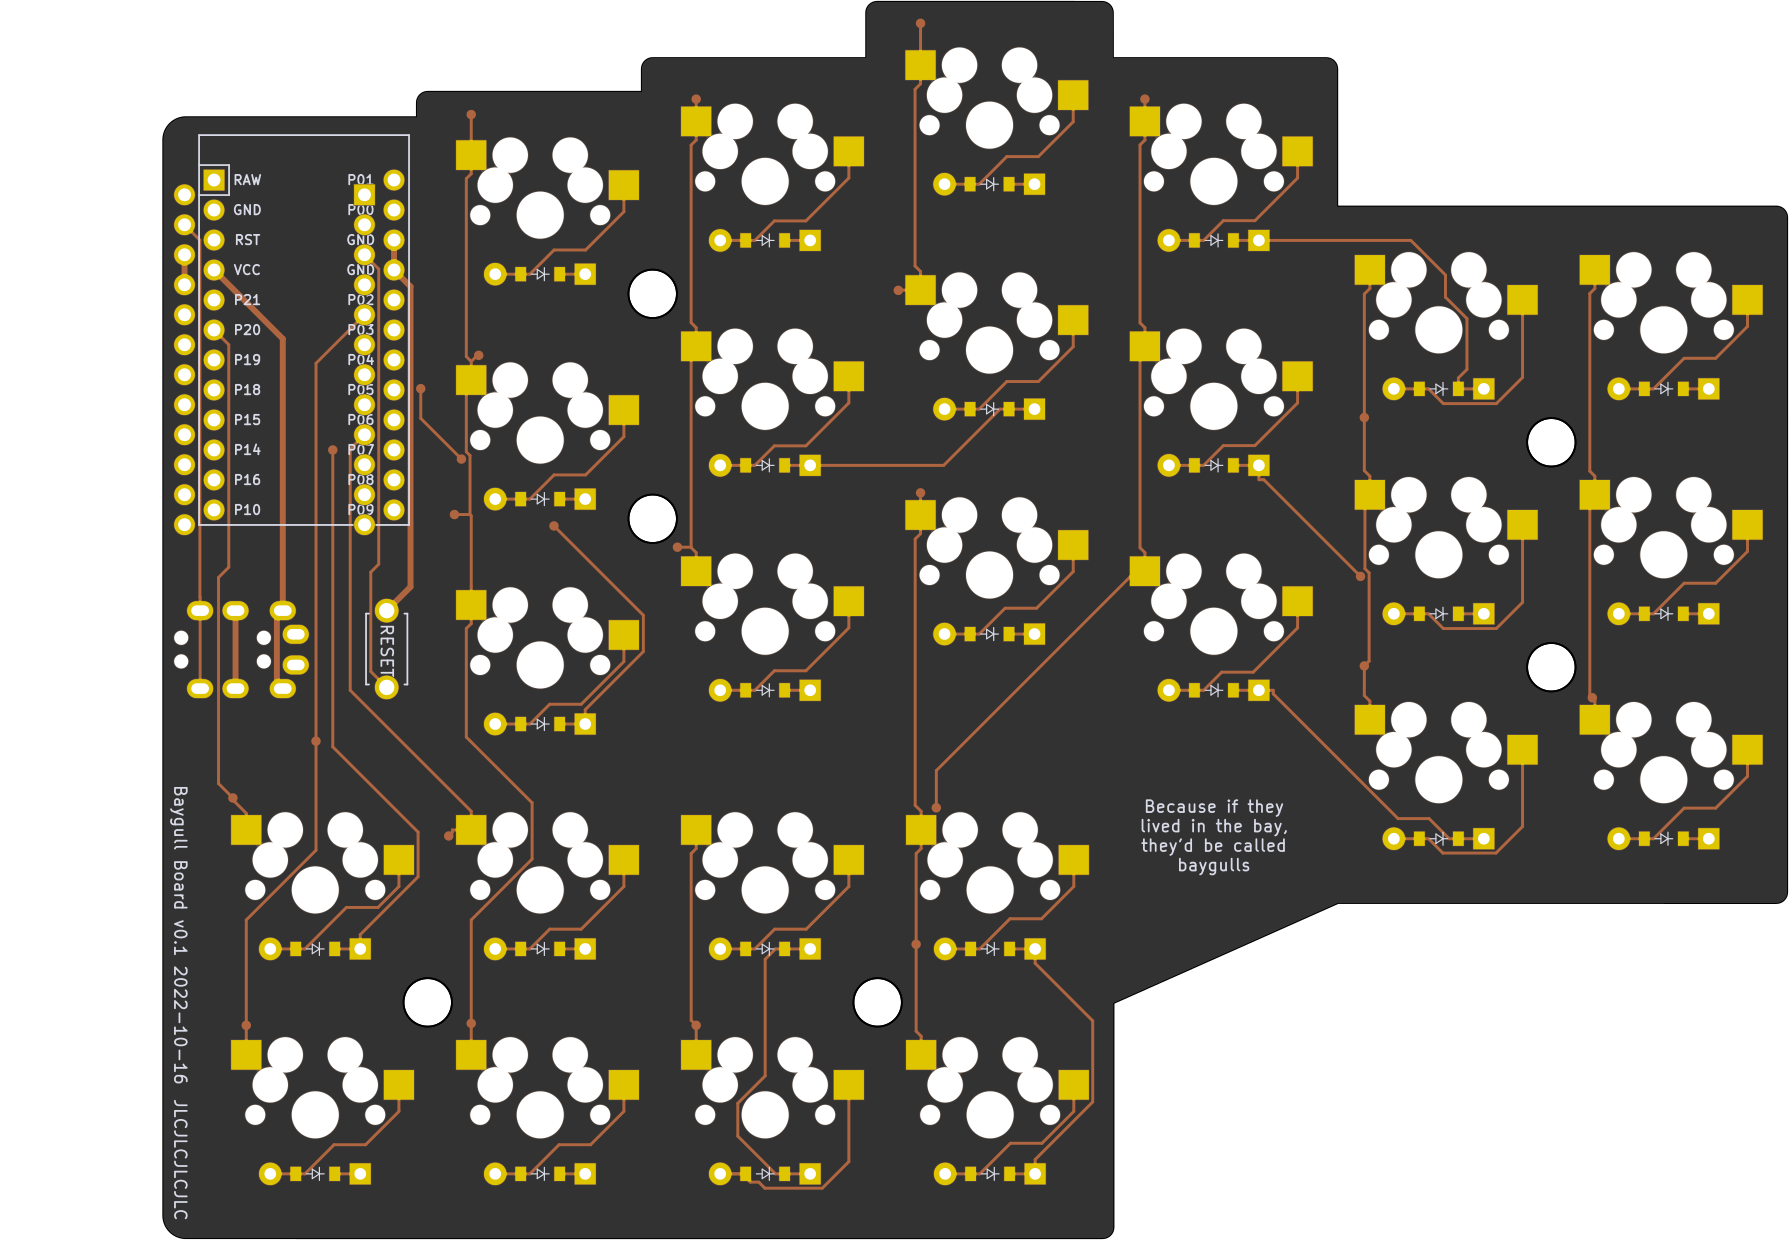 RAW P01
GND P00
RST GND
VCC GND
P21 P02
P20 P03
P19 P04
P18 P05
P15 P06
P14 P07
P16 P08
P10 P09
RESET
Because if they
lived in the bay,
they'd be called
baygulls
Baygull Board v0.1 2022-10-16 JLCJLCJLCJLC